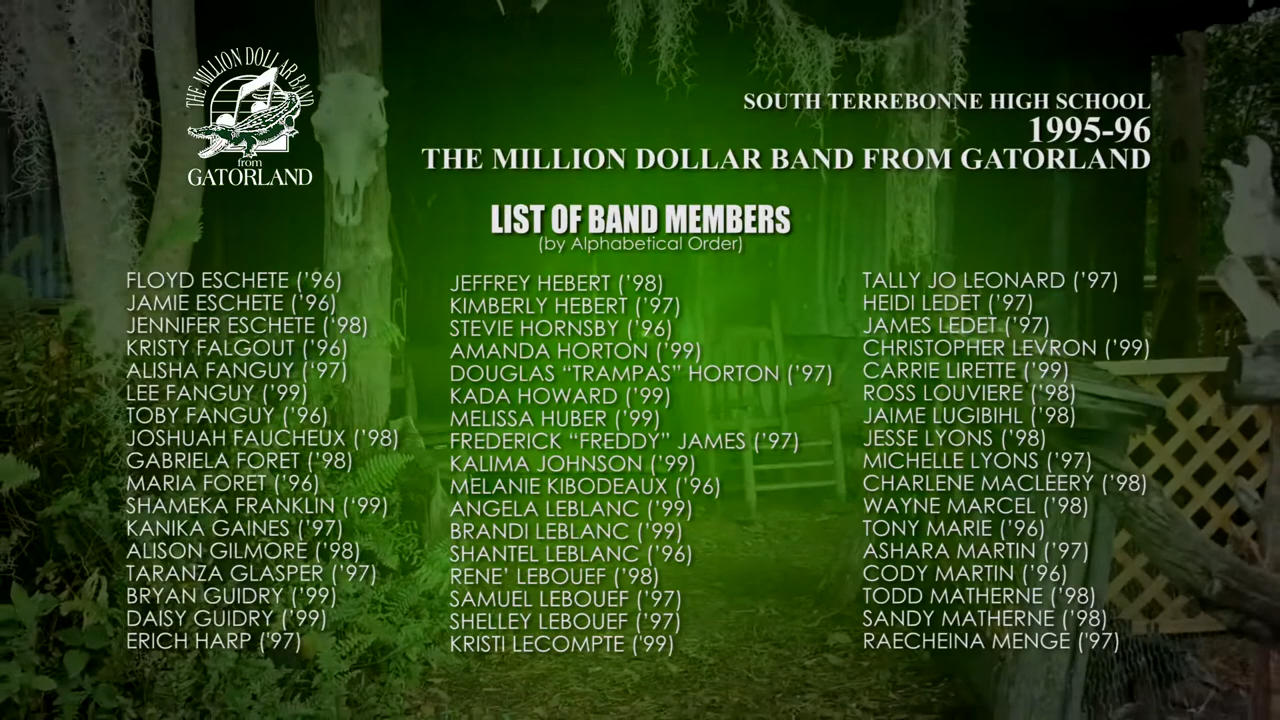 THE MILLION DOLLAR BAND
from
GATORLAND
SOUTH TERREBONNE HIGH SCHOOL
1995-96
THE MILLION DOLLAR BAND FROM GATORLAND
LIST OF BAND MEMBERS
(by Alphabetical Order)
FLOYD ESCHETE ('96)
JAMIE ESCHETE ('96)
JENNIFER ESCHETE ('98)
KRISTY FALGOUT ('96)
ALISHA FANGUY ('97)
LEE FANGUY ('99)
TOBY FANGUY ('96)
JOSHUAH FAUCHEUX ('98)
GABRIELA FORET ('98)
MARIA FORET ('96)
SHAMEKA FRANKLIN ('99)
KANIKA GAINES ('97)
ALISON GILMORE ('98)
TARANZA GLASPER ('97)
BRYAN GUIDRY ('99)
DAISY GUIDRY ('99)
ERICH HARP ('97)
JEFFREY HEBERT ('98)
KIMBERLY HEBERT ('97)
STEVIE HORNSBY ('96)
AMANDA HORTON ('99)
DOUGLAS “TRAMPAS” HORTON ('97)
KADA HOWARD ('99)
MELISSA HUBER ('99)
FREDERICK “FREDDY” JAMES ('97)
KALIMA JOHNSON ('99)
MELANIE KIBODEAUX ('96)
ANGELA LEBLANC ('99)
BRANDI LEBLANC ('99)
SHANTEL LEBLANC ('96)
RENE' LEBOUEF ('98)
SAMUEL LEBOUEF ('97)
SHELLEY LEBOUEF ('97)
KRISTI LECOMPTE ('99)
TALLY JO LEONARD ('97)
HEIDI LEDET ('97)
JAMES LEDET ('97)
CHRISTOPHER LEVRON ('99)
CARRIE LIRETTE ('99)
ROSS LOUVIERE ('98)
JAIME LUGIBIHL ('98)
JESSE LYONS ('98)
MICHELLE LYONS ('97)
CHARLENE MACLEERY ('98)
WAYNE MARCEL ('98)
TONY MARIE ('96)
ASHARA MARTIN ('97)
CODY MARTIN ('96)
TODD MATHERNE ('98)
SANDY MATHERNE ('98)
RAECHEINA MENGE ('97)